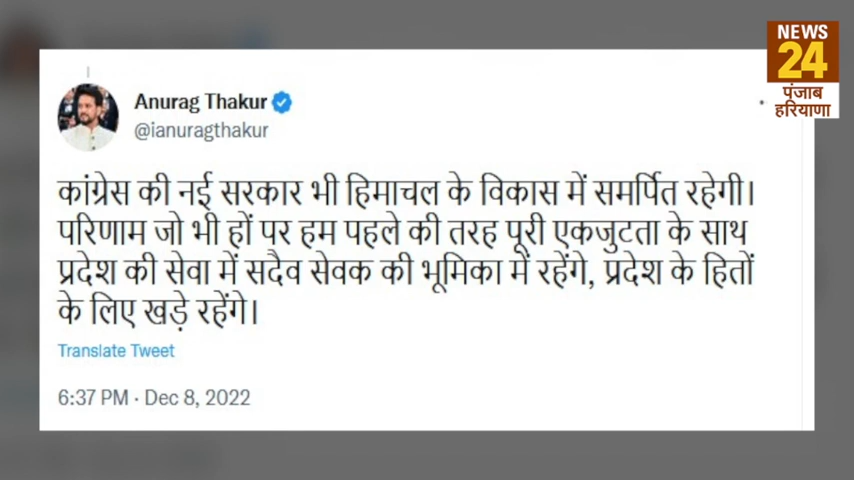 NEWS
24
पंजाब
हरियाणा
Anurag Thakur
@ianuragthakur
कांग्रेस की नई सरकार भी हिमाचल के विकास में समर्पित रहेगी।
परिणाम जो भी हों पर हम पहले की तरह पूरी एकजुटता के साथ
प्रदेश की सेवा में सदैव सेवक की भूमिका में रहेंगे, प्रदेश के हितों
के लिए खड़े रहेंगे।
Translate Tweet
6:37 PM · Dec 8, 2022